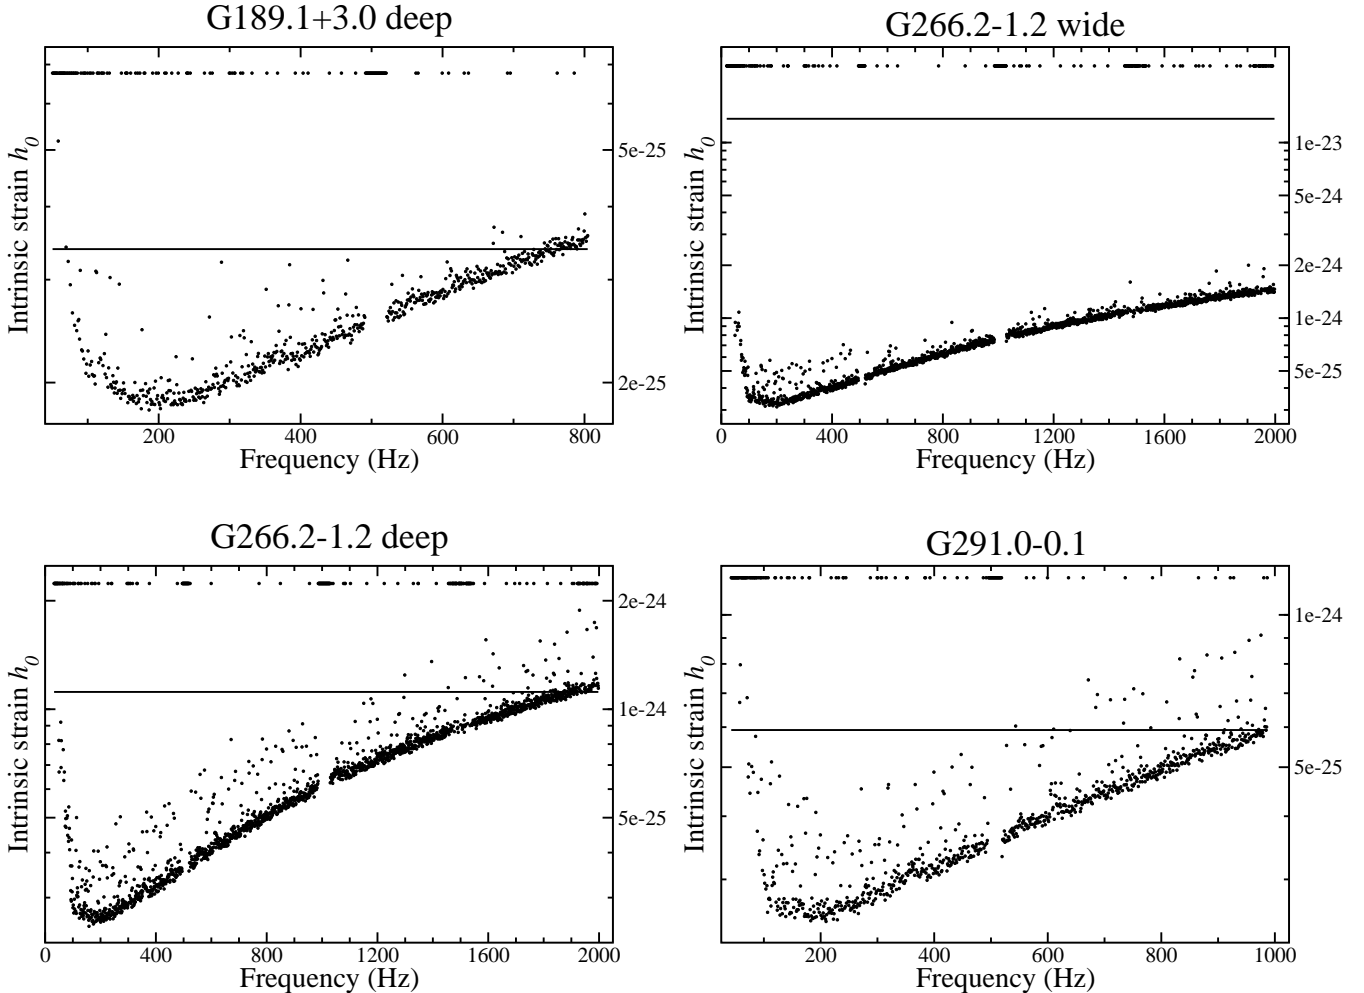 G189.1+3.0 deep
G266.2-1.2 wide
Intrinsic strain h0
5e-25
2e-25
200 400 600 800
Frequency (Hz)
Intrinsic strain h0
1e-23
5e-24
2e-24
1e-24
5e-25
0 400 800 1200 1600 2000
Frequency (Hz)
G266.2-1.2 deep
G291.0-0.1
Intrinsic strain h0
2e-24
1e-24
5e-25
0 400 800 1200 1600 2000
Frequency (Hz)
Intrinsic strain h0
1e-24
5e-25
200 400 600 800 1000
Frequency (Hz)